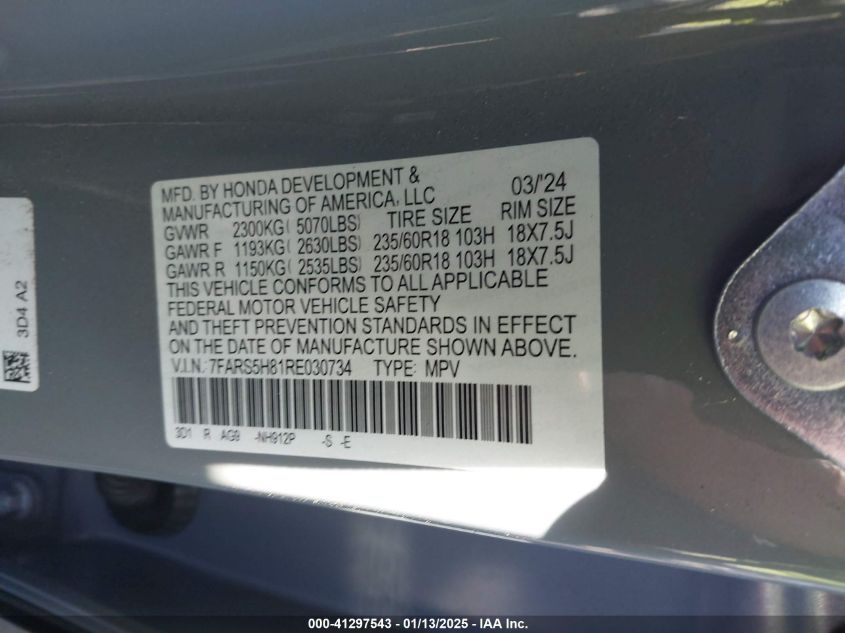 MFD. BY HONDA DEVELOPMENT &
MANUFACTURING OF AMERICA, LLC 03/'24
GVWR 2300KG( 5070LBS) TIRE SIZE RIM SIZE
GAWR F 1193KG( 2630LBS) 235/60R18 103H 18X7.5J
GAWR R 1150KG( 2535LBS) 235/60R18 103H 18X7.5J
THIS VEHICLE CONFORMS TO ALL APPLICABLE
FEDERAL MOTOR VEHICLE SAFETY
AND THEFT PREVENTION STANDARDS IN EFFECT
ON THE DATE OF MANUFACTURE SHOWN ABOVE.
V.I.N.: 7FARS5H81RE030734 TYPE: MPV
3D1 R AG9 -NH912P -S -E
3D4 A2
000-41297543 - 01/13/2025 - IAA Inc.